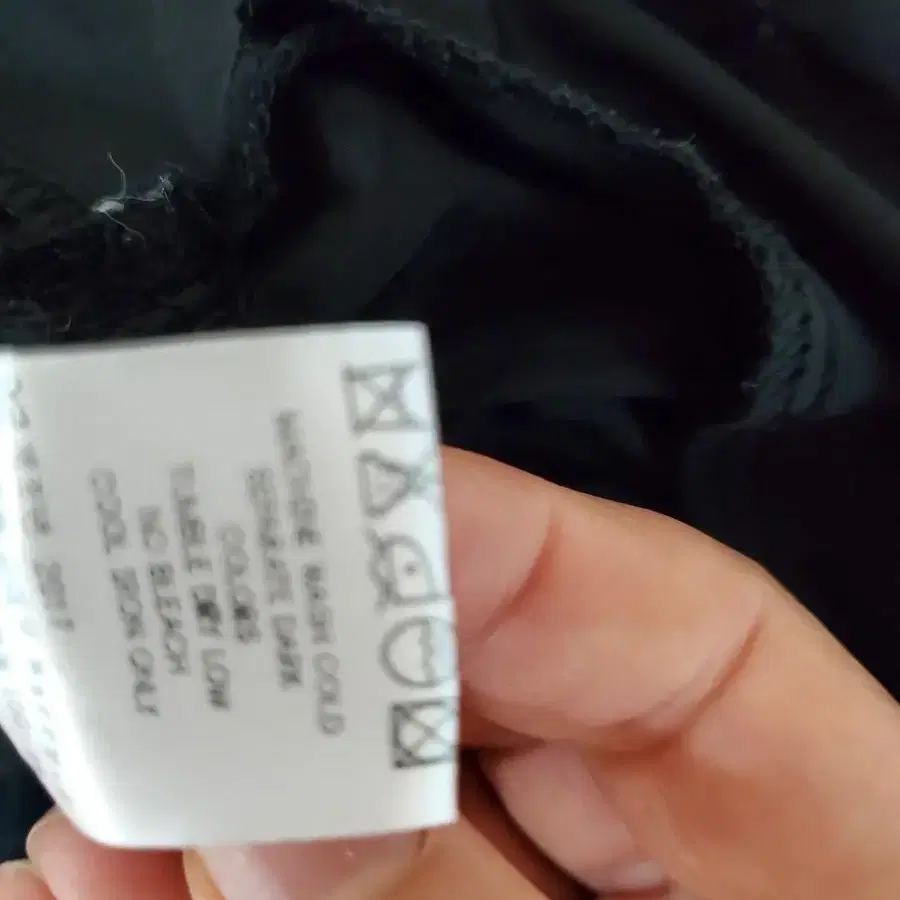 MACHINE WASH COLD
SEPARATE DARK
COLORS
TUMBLE DRY LOW
NO BLEACH
COOL IRON ONLY